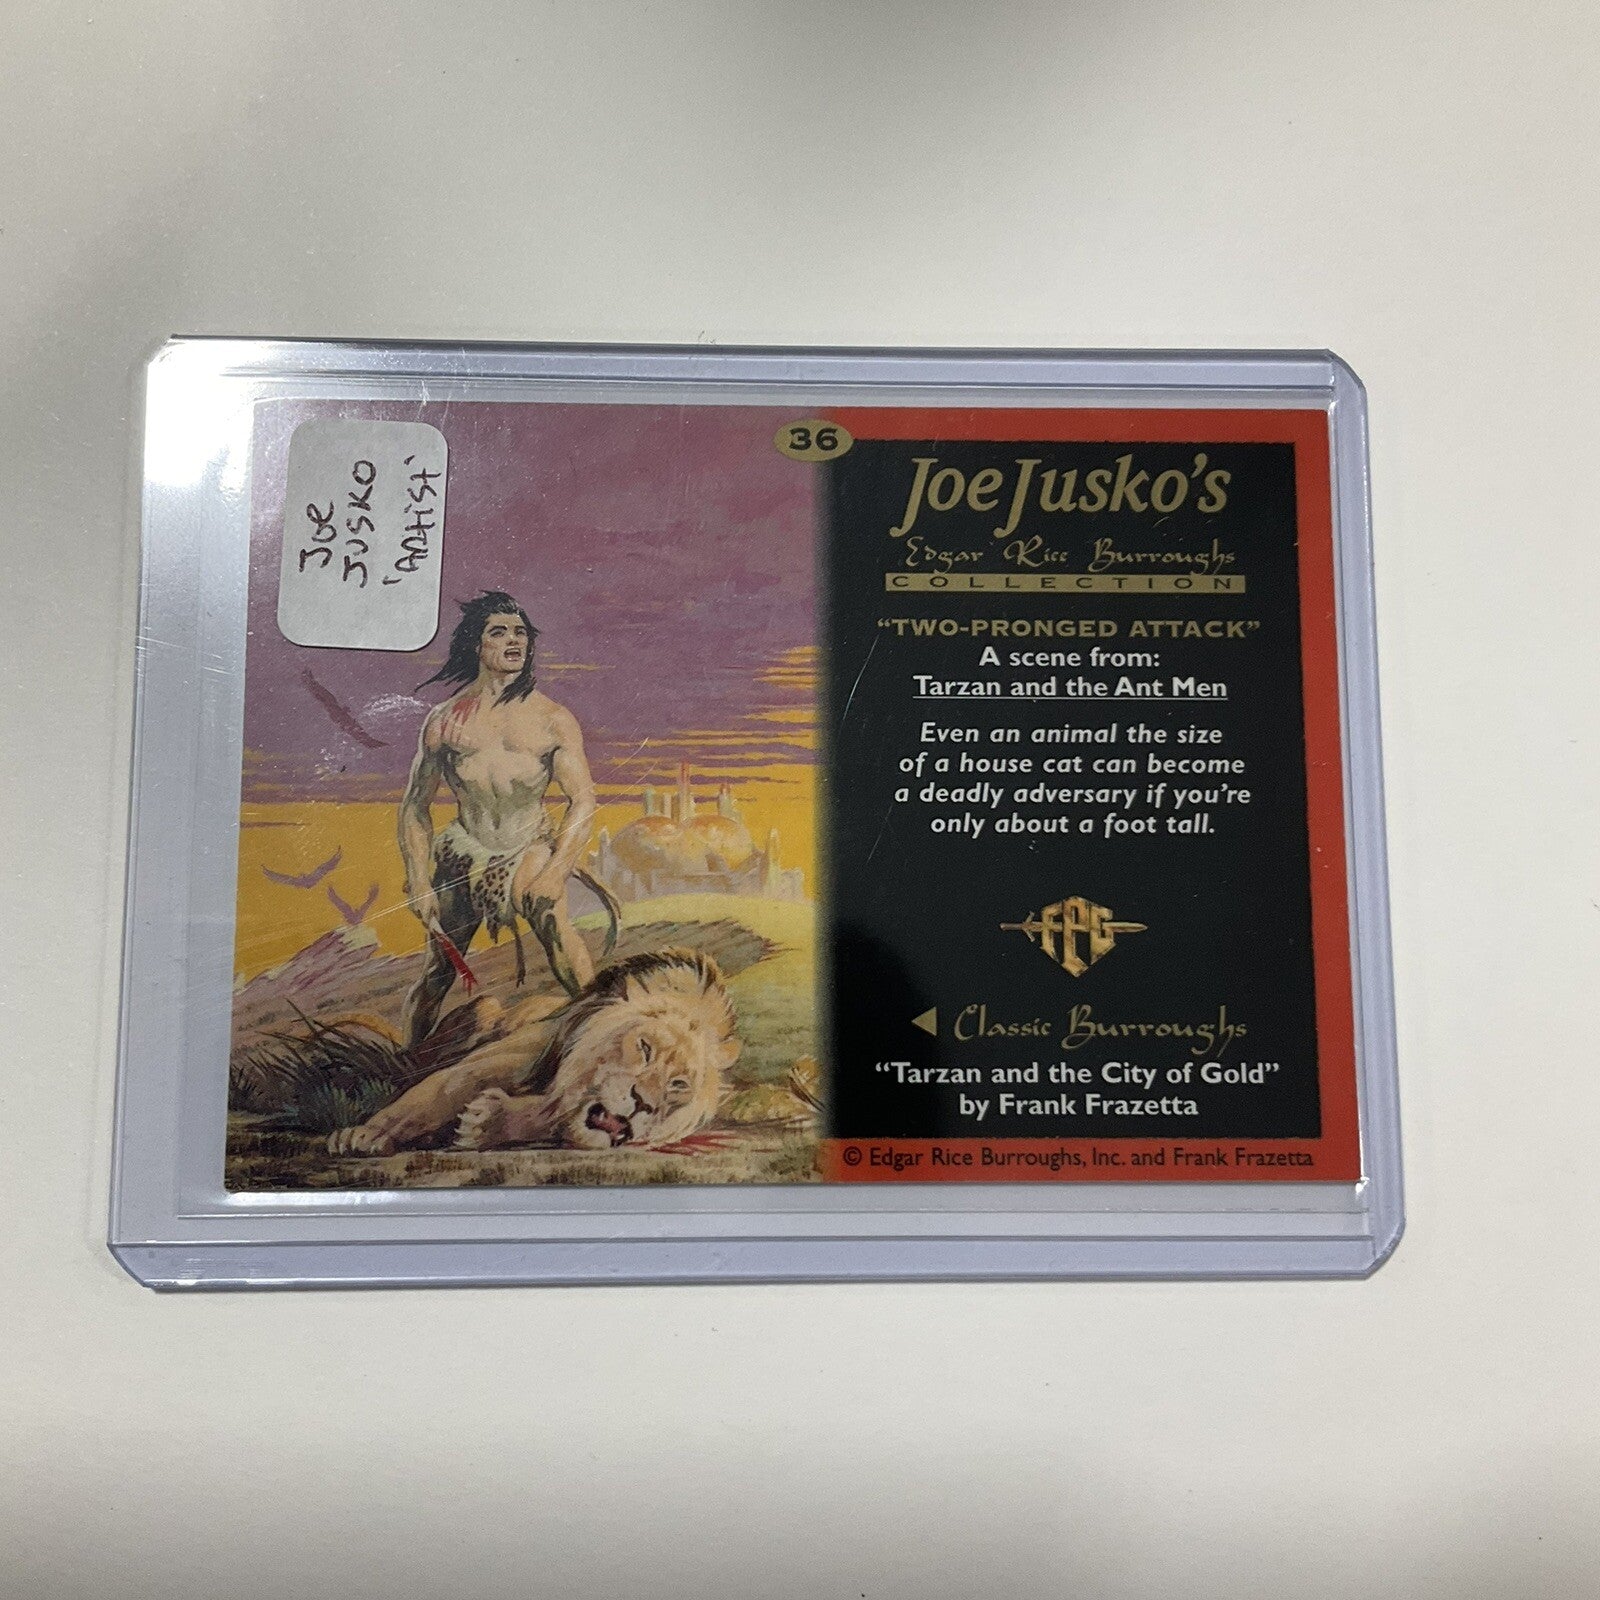 Joe
Jusko
'Artist'
36
Joe Jusko's
Edgar Rice Burroughs
COLLECTION
"TWO-PRONGED ATTACK"
A scene from:
Tarzan and the Ant Men
Even an animal the size
of a house cat can become
a deadly adversary if you're
only about a foot tall.
FPG
Classic Burroughs
"Tarzan and the City of Gold"
by Frank Frazetta
© Edgar Rice Burroughs, Inc. and Frank Frazetta